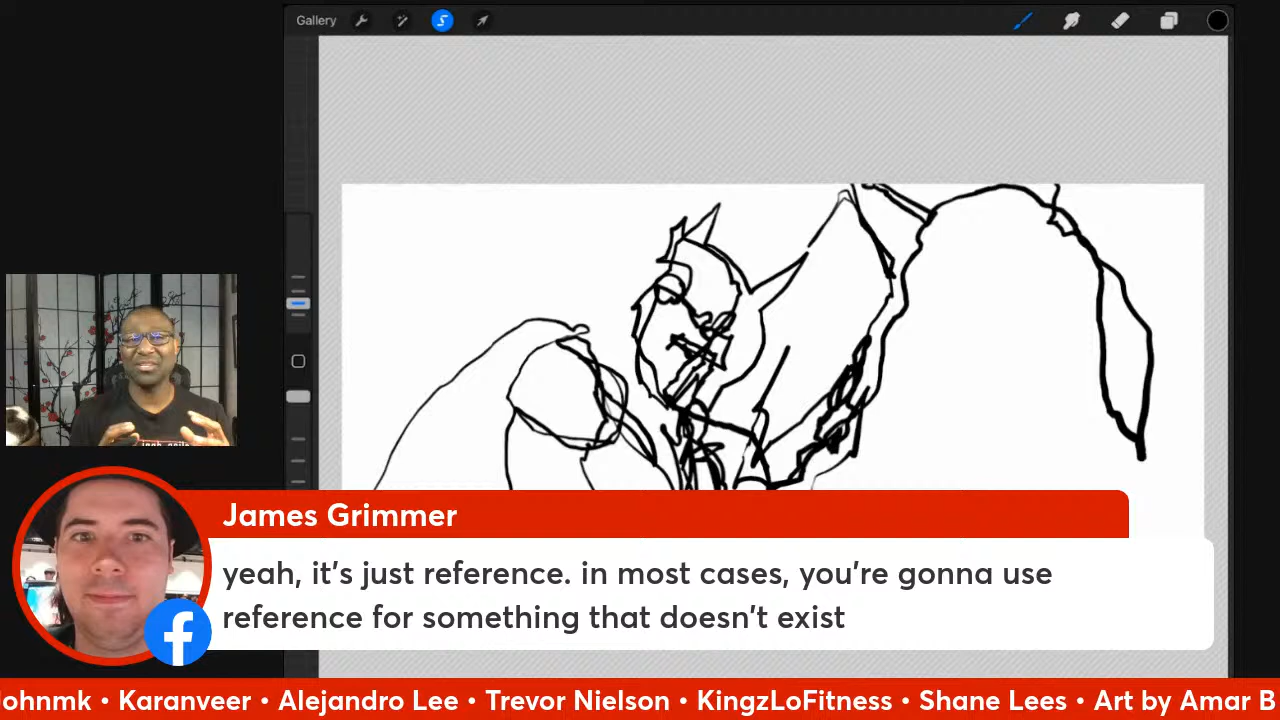 Gallery
James Grimmer
yeah, it's just reference. in most cases, you're gonna use
reference for something that doesn't exist
ohnmk • Karanveer • Alejandro Lee • Trevor Nielson • KingzLoFitness • Shane Lees • Art by Amar B